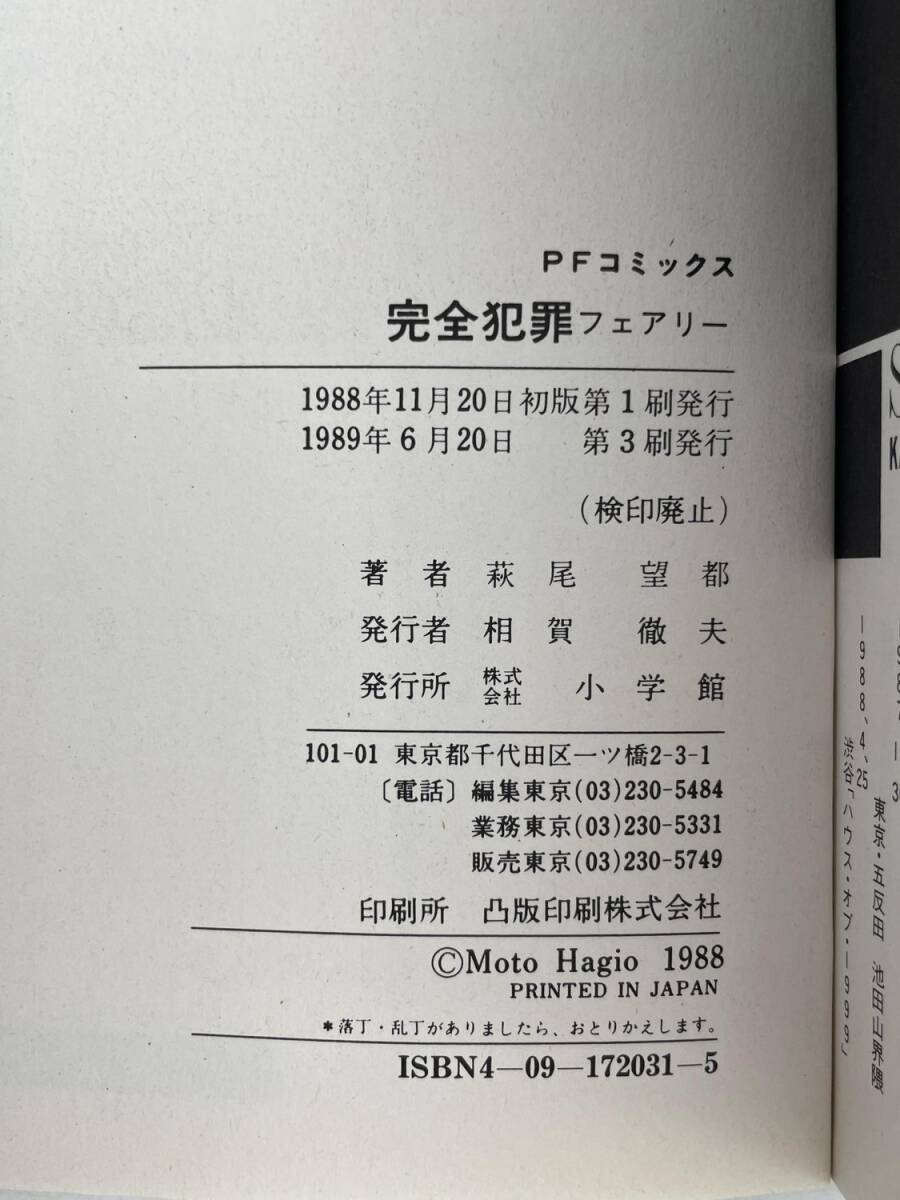 PFコミックス
完全犯罪フェアリー
1988年11月20日初版第1刷発行
1989年6月20日　第3刷発行
(検印廃止)
著者　萩尾　望都
発行者　相賀　徹夫
発行所　株式会社　小学館
101-01 東京都千代田区一ツ橋2-3-1
〔電話〕編集東京(03)230-5484
業務東京(03)230-5331
販売東京(03)230-5749
印刷所　凸版印刷株式会社
©Moto Hagio 1988
PRINTED IN JAPAN
*落丁・乱丁がありましたら、おとりかえします。
ISBN4-09-172031-5
東京・五反田　池田山界隈
1988、4、25
渋谷「ハウス・オブ・1999」